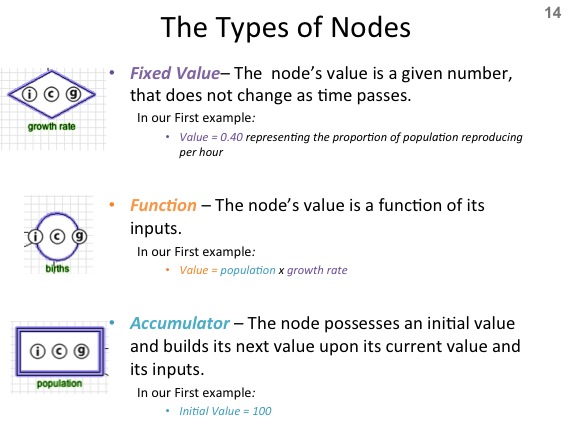 14
The Types of Nodes
• Fixed Value– The node's value is a given number,
that does not change as time passes.
i c g
growth rate
In our First example:
• Value = 0.40 representing the proportion of population reproducing
per hour
• Function – The node's value is a function of its
inputs.
i c g
births
In our First example:
• Value = population x growth rate
• Accumulator – The node possesses an initial value
and builds its next value upon its current value and
its inputs.
i c g
population
In our First example:
• Initial Value = 100